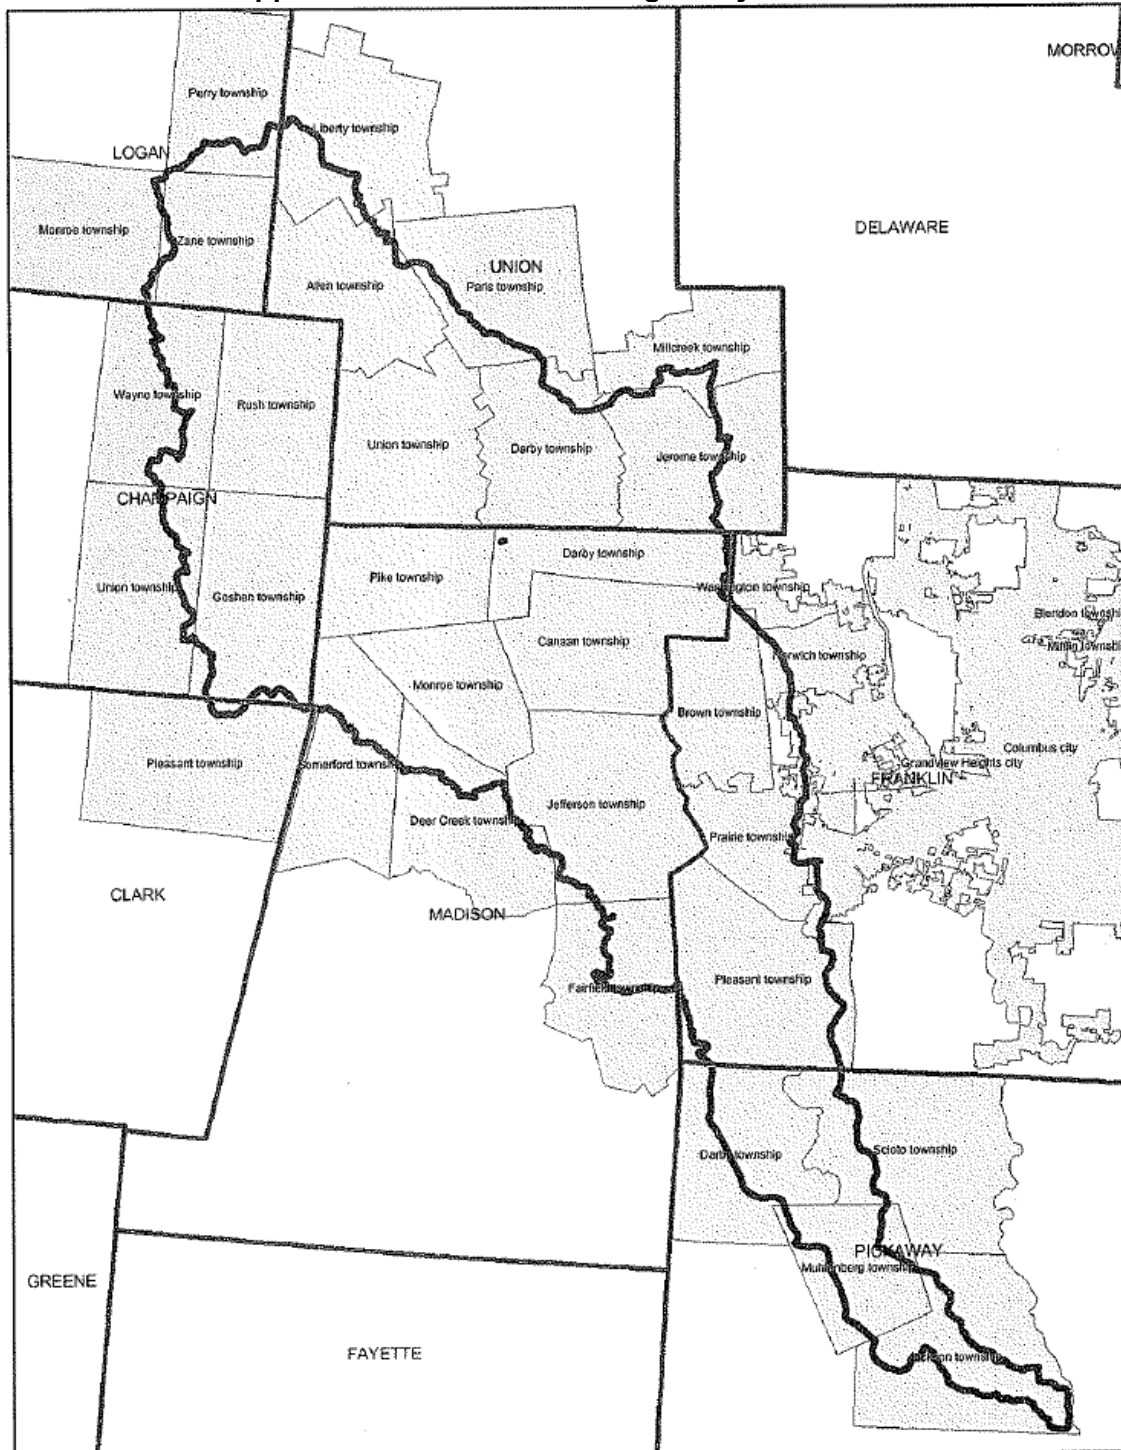 MORROW
Perry township
Liberty township
LOGAN
Monroe township
Zane township
DELAWARE
UNION
Allen township
Paris township
Millcreek township
Wayne township
Rush township
Union township
Darby township
Jerome township
CHAMPAIGN
Darby township
Pike township
Union township
Goshen township
Washington township
Blendon township
Canaan township
Mifflin township
Norwich township
Monroe township
Brown township
Columbus city
Pleasant township
Somerford township
Grandview Heights city
FRANKLIN
Jefferson township
Deer Creek township
Prairie township
CLARK
MADISON
Pleasant township
Fairfield township
Darby township
Scioto township
PICKAWAY
Muhlenberg township
GREENE
FAYETTE
Jackson township